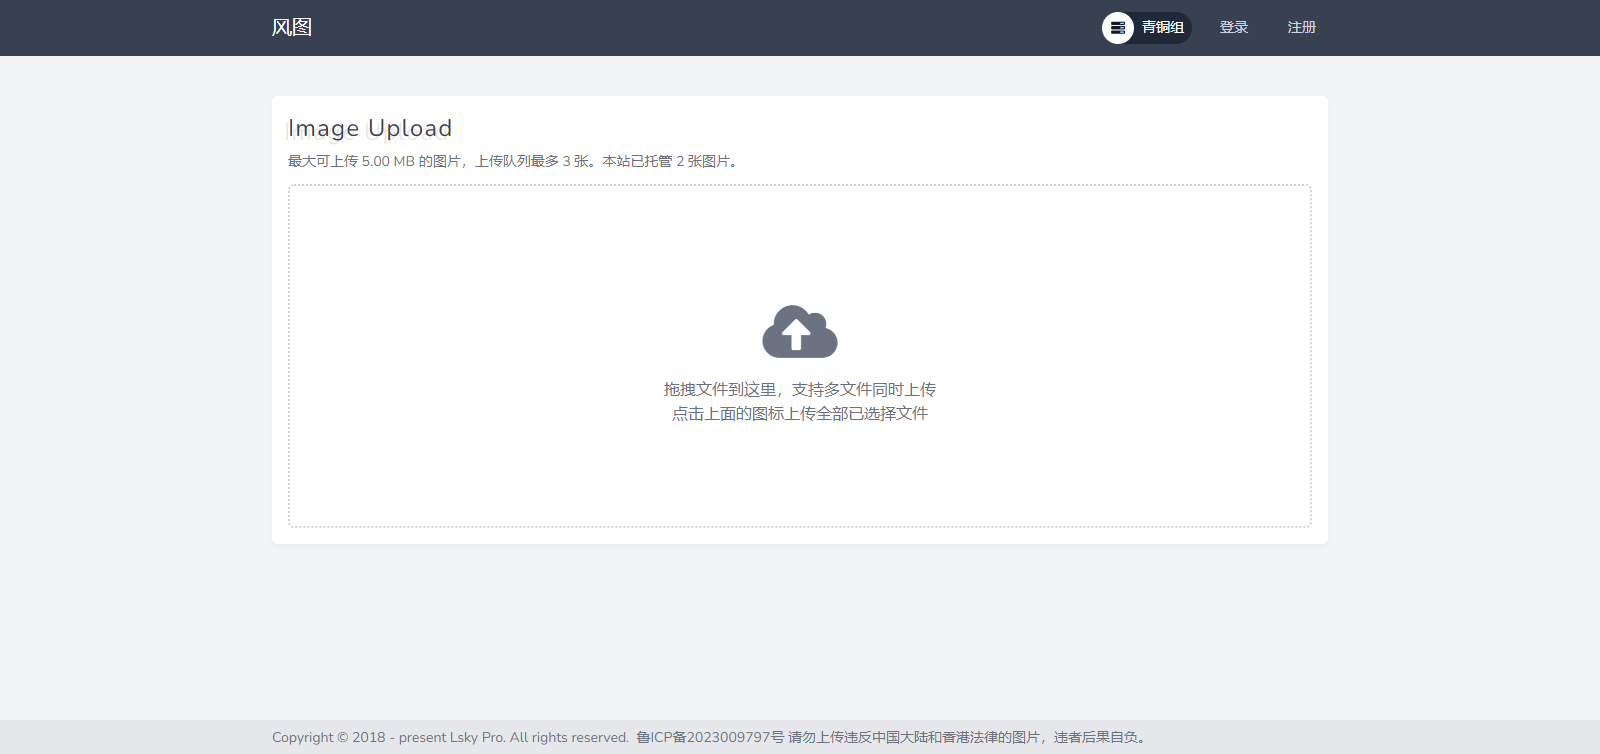 风图
青铜组 登录 注册
Image Upload
最大可上传 5.00 MB 的图片，上传队列最多 3 张。本站已托管 2 张图片。
拖拽文件到这里，支持多文件同时上传
点击上面的图标上传全部已选择文件
Copyright © 2018 - present Lsky Pro. All rights reserved. 鲁ICP备2023009797号 请勿上传违反中国大陆和香港法律的图片，违者后果自负。